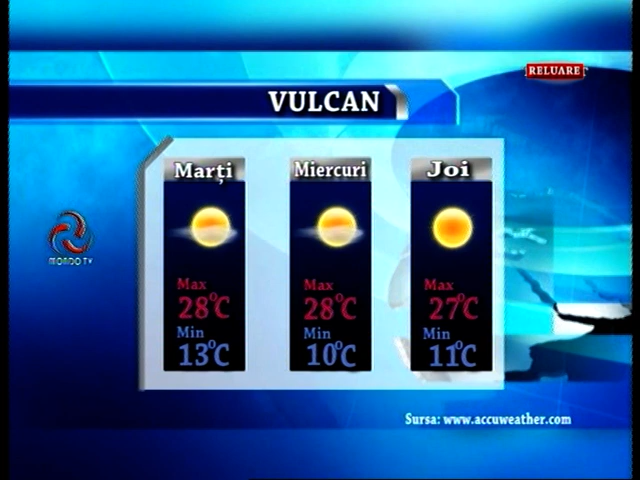 RELUARE
VULCAN
Marți
Miercuri
Joi
Max
28°C
Min
13°C
Max
28°C
Min
10°C
Max
27°C
Min
11°C
MONDO TV
Sursa: www.accuweather.com